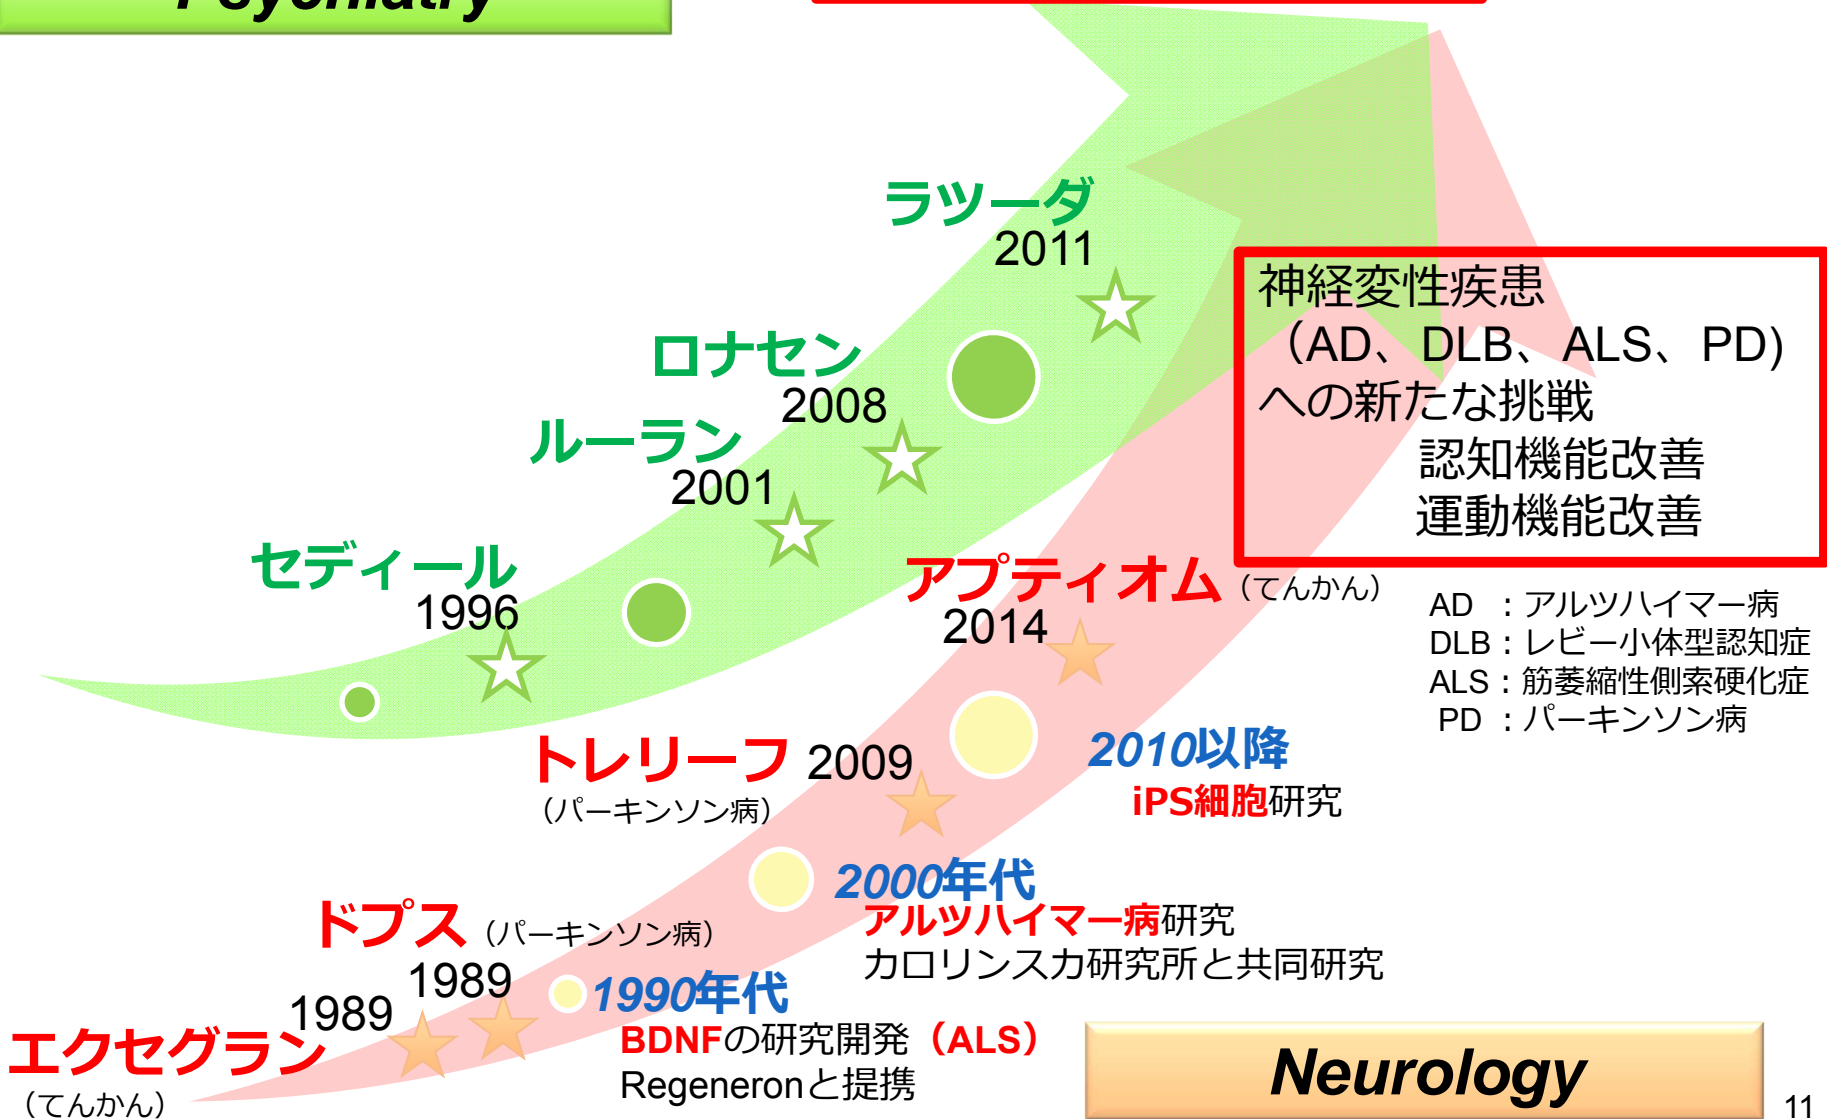 Psychiatry
ラツーダ
2011
ロナセン
2008
ルーラン
2001
セディール
1996
神経変性疾患
（AD、DLB、ALS、PD)
への新たな挑戦
認知機能改善
運動機能改善
AD ：アルツハイマー病
DLB：レビー小体型認知症
ALS：筋萎縮性側索硬化症
PD ：パーキンソン病
アプティオム（てんかん）
2014
トレリーフ 2009
（パーキンソン病）
2010以降
iPS細胞研究
2000年代
アルツハイマー病研究
カロリンスカ研究所と共同研究
ドプス（パーキンソン病）
1989
1990年代
BDNFの研究開発（ALS）
Regeneronと提携
1989
エクセグラン
（てんかん）
Neurology
11